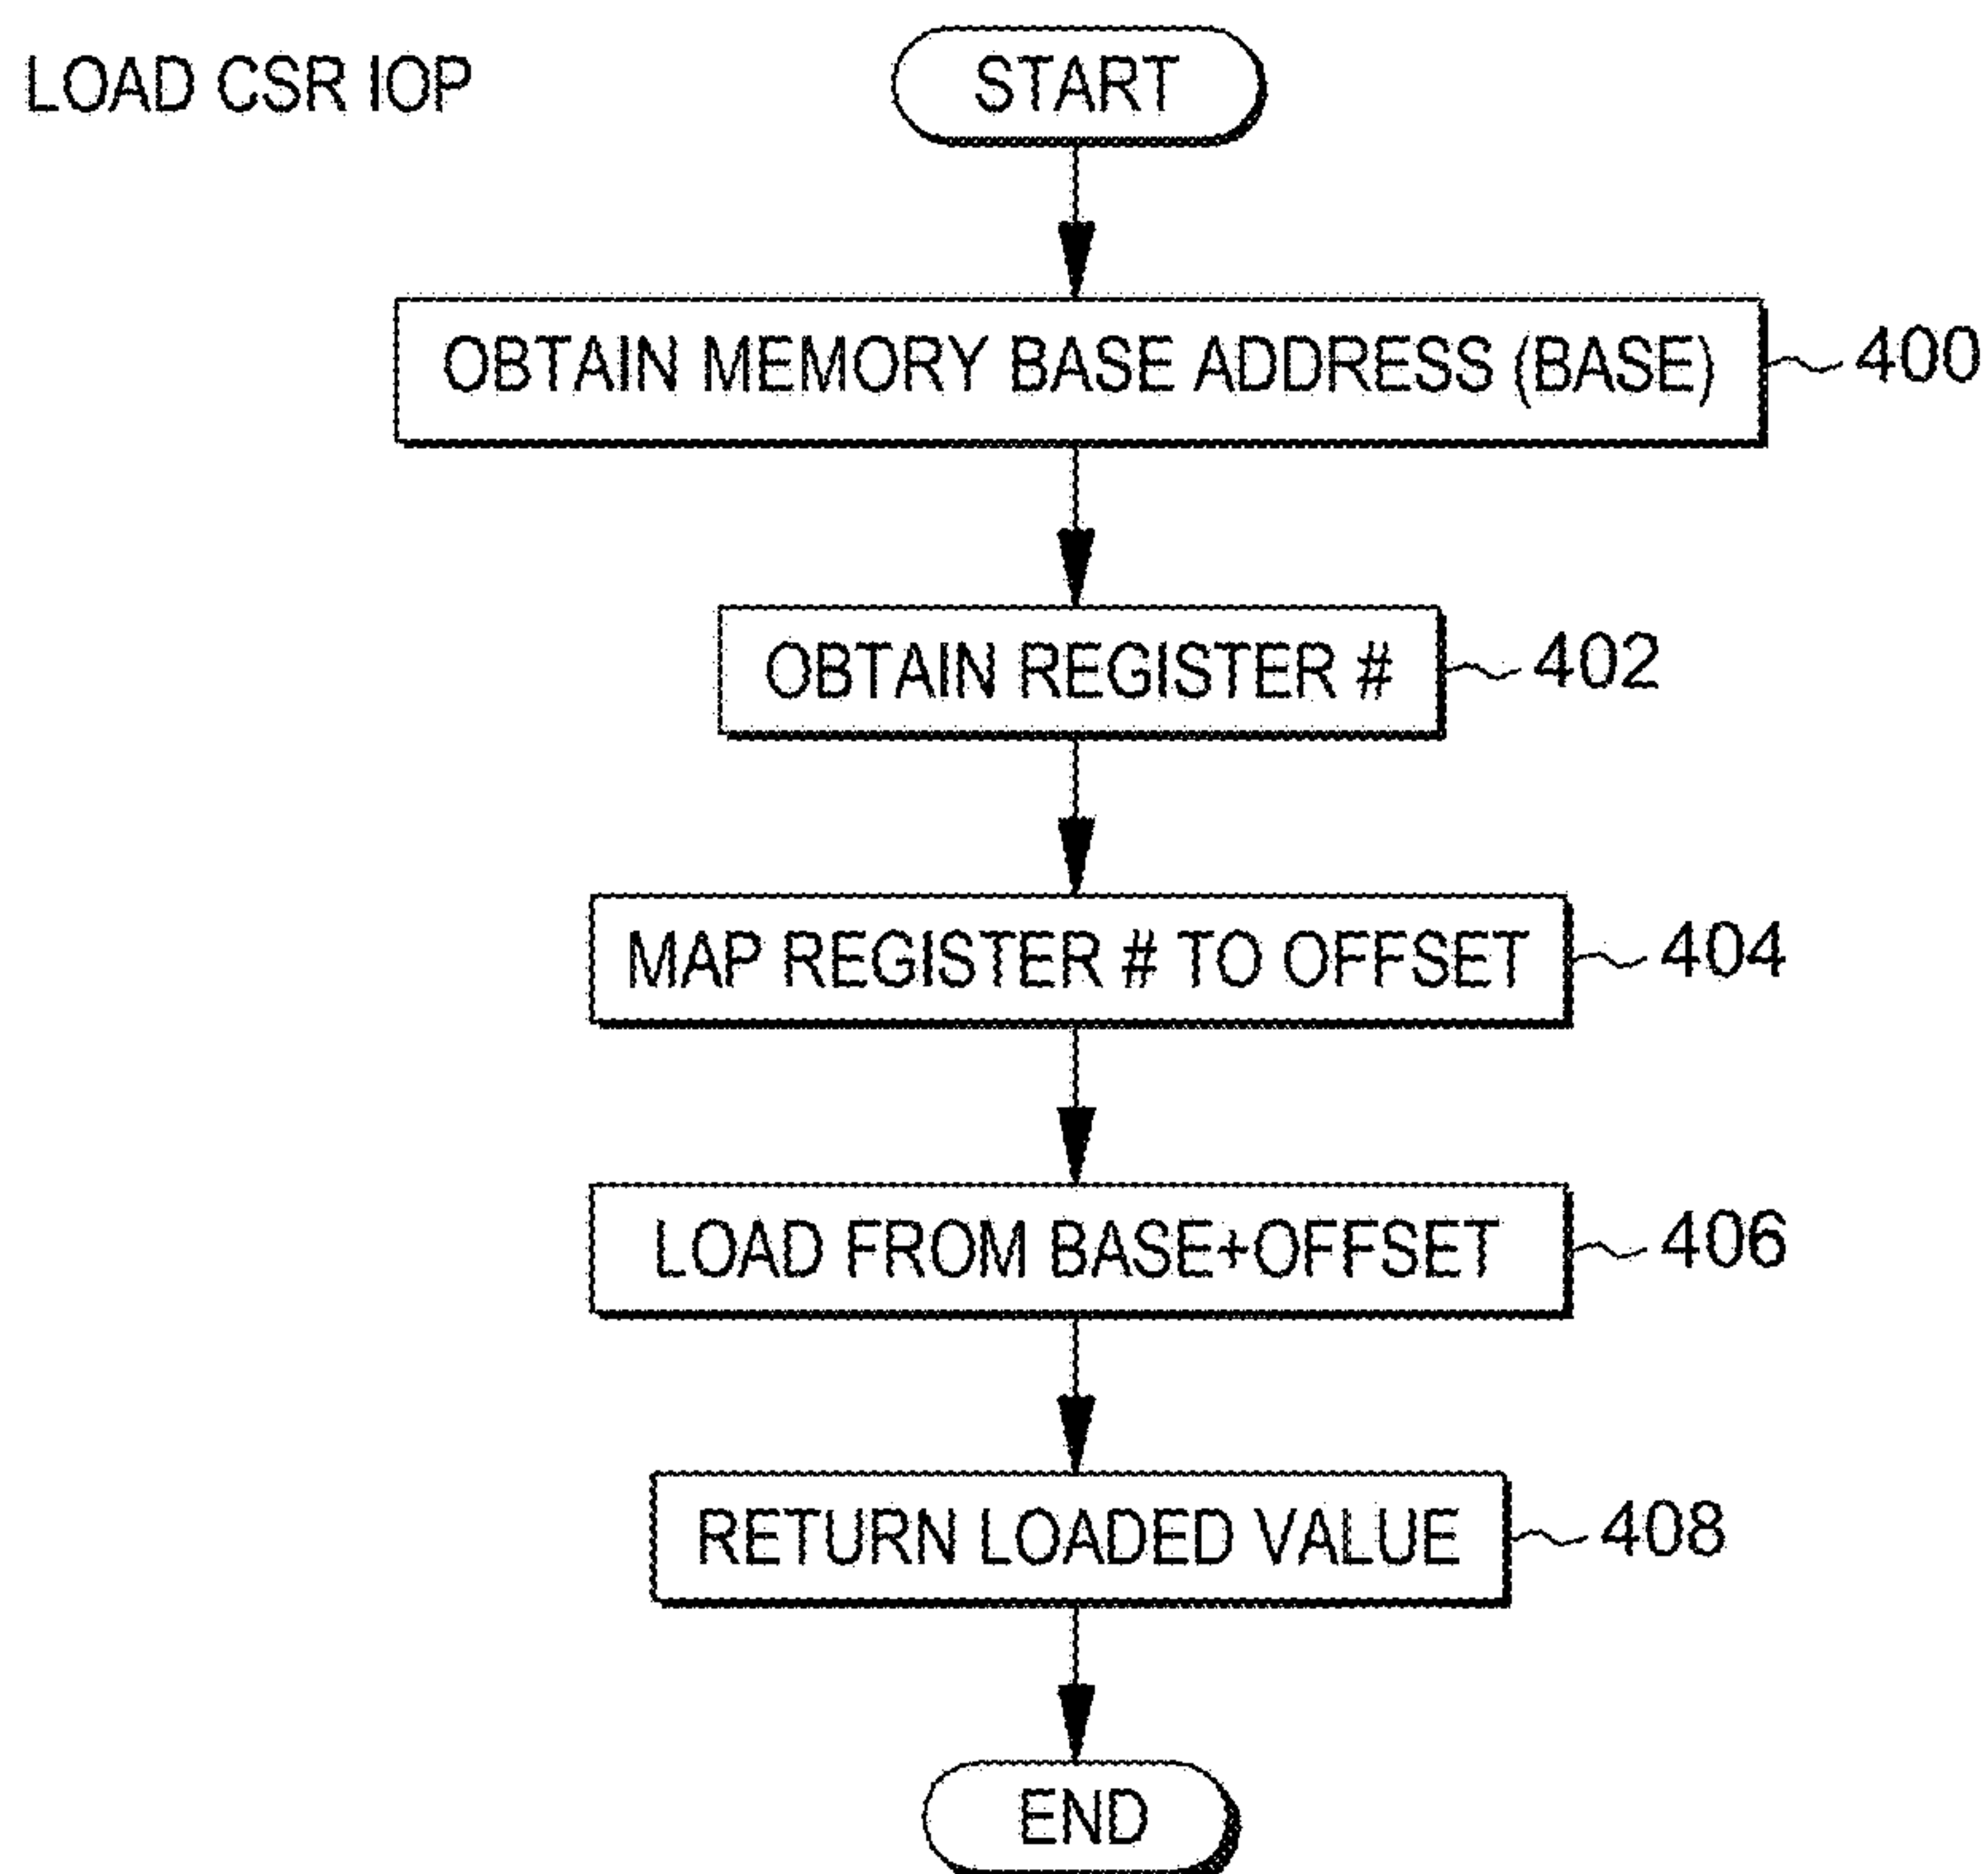 LOAD CSR IOP
START
OBTAIN MEMORY BASE ADDRESS (BASE)
400
OBTAIN REGISTER #
402
MAP REGISTER # TO OFFSET
404
LOAD FROM BASE+OFFSET
406
RETURN LOADED VALUE
408
END